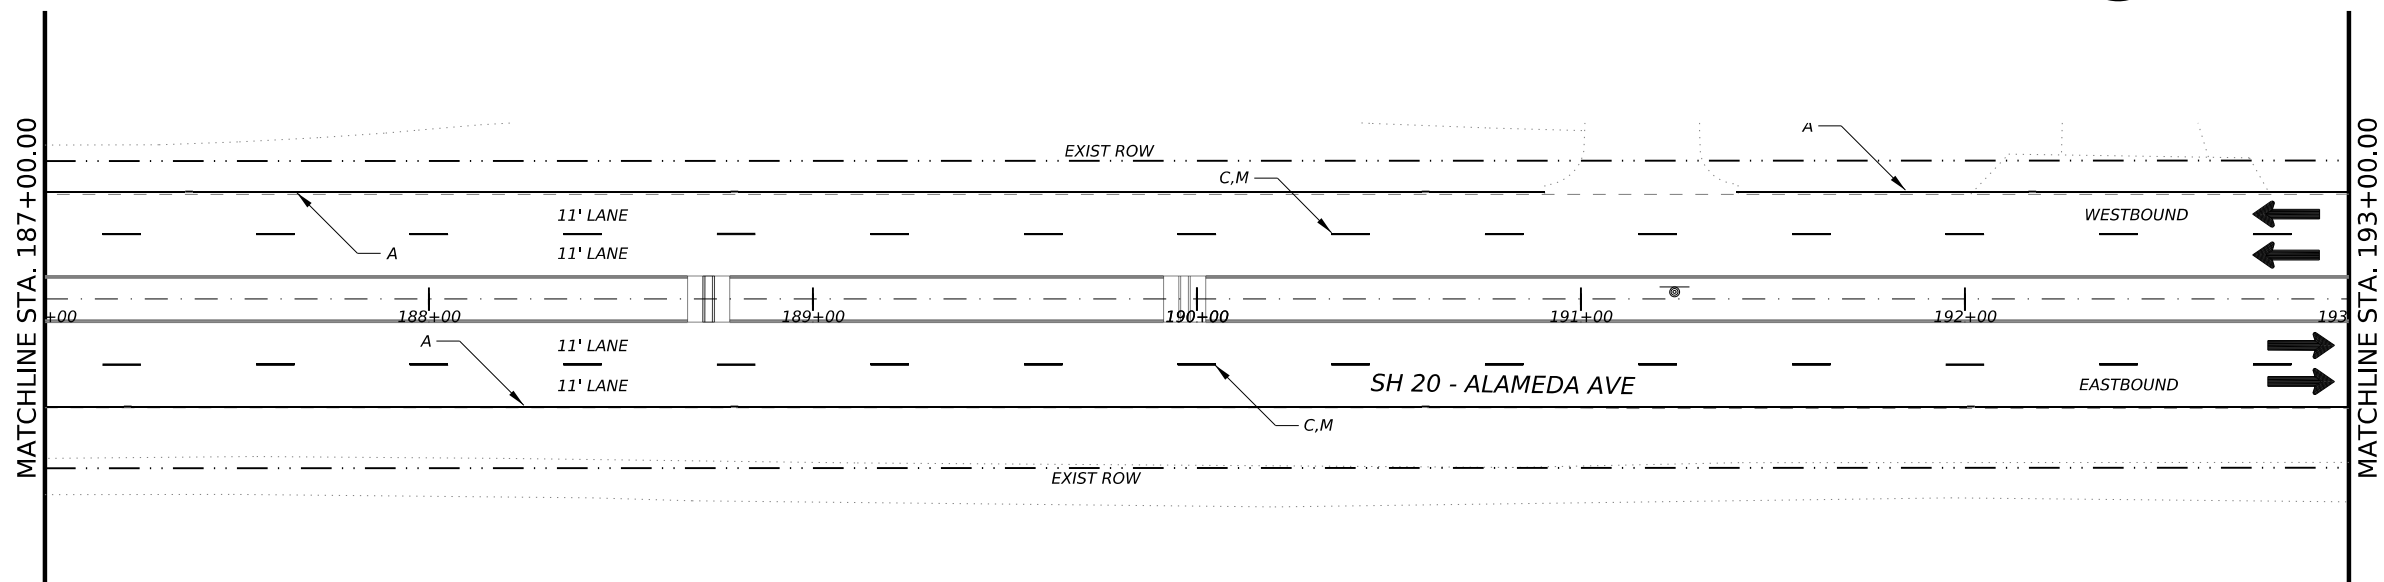 MATCHLINE STA. 187+00.00
EXIST ROW
A
C,M
11' LANE
WESTBOUND
A
11' LANE
+00
188+00
189+00
190+00
191+00
192+00
193
A
11' LANE
11' LANE
SH 20 - ALAMEDA AVE
EASTBOUND
C,M
EXIST ROW
MATCHLINE STA. 193+00.00